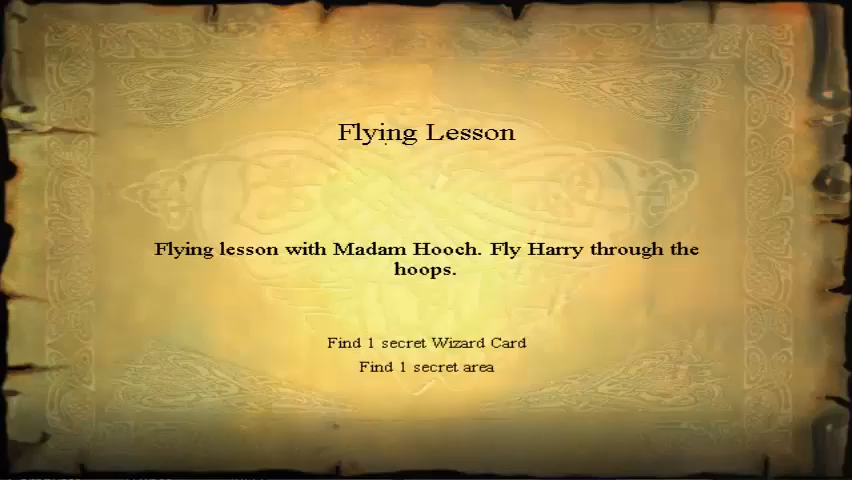 Flying Lesson
Flying lesson with Madam Hooch. Fly Harry through the
hoops.
Find 1 secret Wizard Card
Find 1 secret area